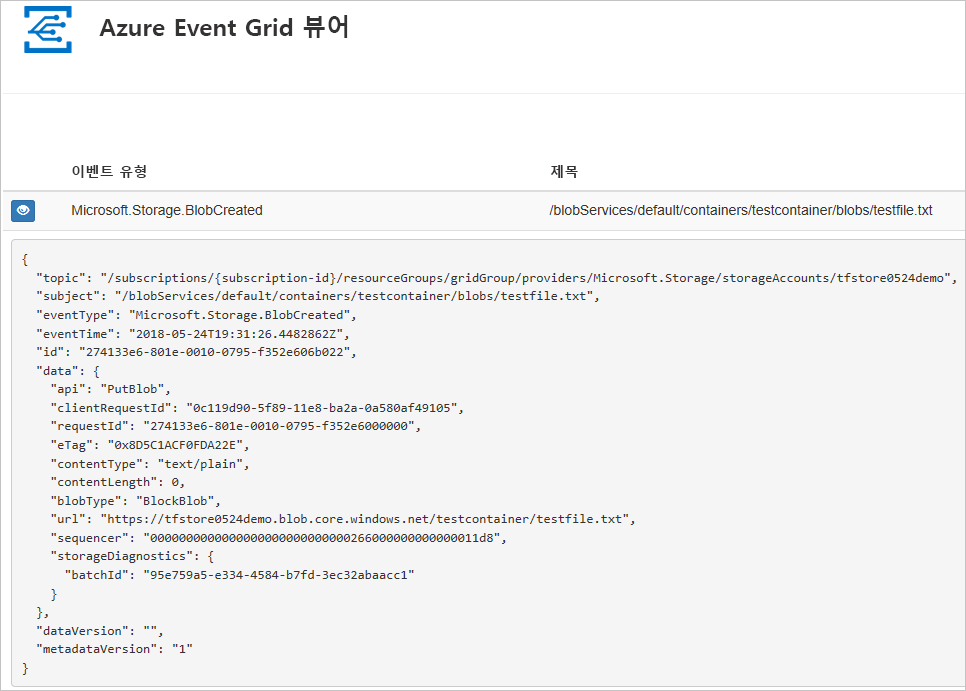 Azure Event Grid 뷰어
이벤트 유형 제목
Microsoft.Storage.BlobCreated /blobServices/default/containers/testcontainer/blobs/testfile.txt
{
"topic": "/subscriptions/{subscription-id}/resourceGroups/gridGroup/providers/Microsoft.Storage/storageAccounts/tfstore0524demo",
"subject": "/blobServices/default/containers/testcontainer/blobs/testfile.txt",
"eventType": "Microsoft.Storage.BlobCreated",
"eventTime": "2018-05-24T19:31:26.4482862Z",
"id": "274133e6-801e-0010-0795-f352e606b022",
"data": {
"api": "PutBlob",
"clientRequestId": "0c119d90-5f89-11e8-ba2a-0a580af49105",
"requestId": "274133e6-801e-0010-0795-f352e6000000",
"eTag": "0x8D5C1ACF0FDA22E",
"contentType": "text/plain",
"contentLength": 0,
"blobType": "BlockBlob",
"url": "https://tfstore0524demo.blob.core.windows.net/testcontainer/testfile.txt",
"sequencer": "00000000000000000000000000000266000000000000011d8",
"storageDiagnostics": {
"batchId": "95e759a5-e334-4584-b7fd-3ec32abaacc1"
}
},
"dataVersion": "",
"metadataVersion": "1"
}